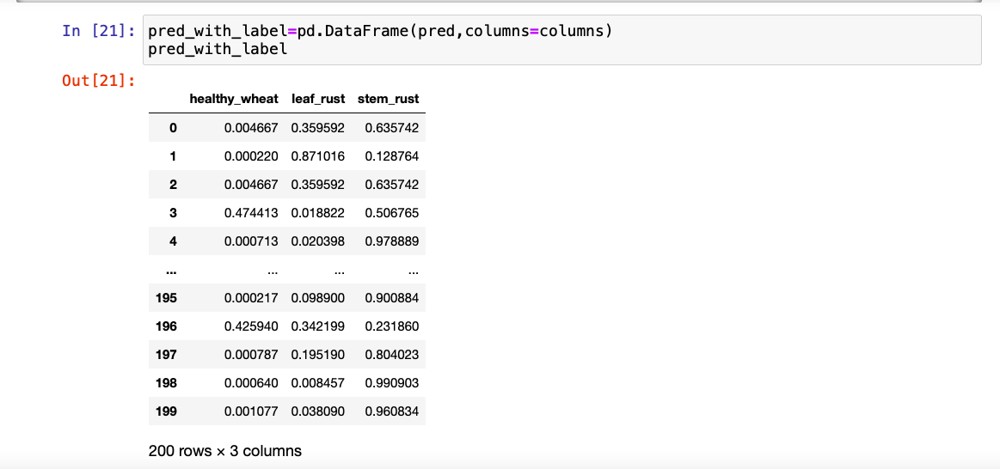 In [21]: pred_with_label=pd.DataFrame(pred,columns=columns)
pred_with_label
Out[21]:
healthy_wheat leaf_rust stem_rust
0 0.004667 0.359592 0.635742
1 0.000220 0.871016 0.128764
2 0.004667 0.359592 0.635742
3 0.474413 0.018822 0.506765
4 0.000713 0.020398 0.978889
... ... ... ...
195 0.000217 0.098900 0.900884
196 0.425940 0.342199 0.231860
197 0.000787 0.195190 0.804023
198 0.000640 0.008457 0.990903
199 0.001077 0.038090 0.960834
200 rows × 3 columns